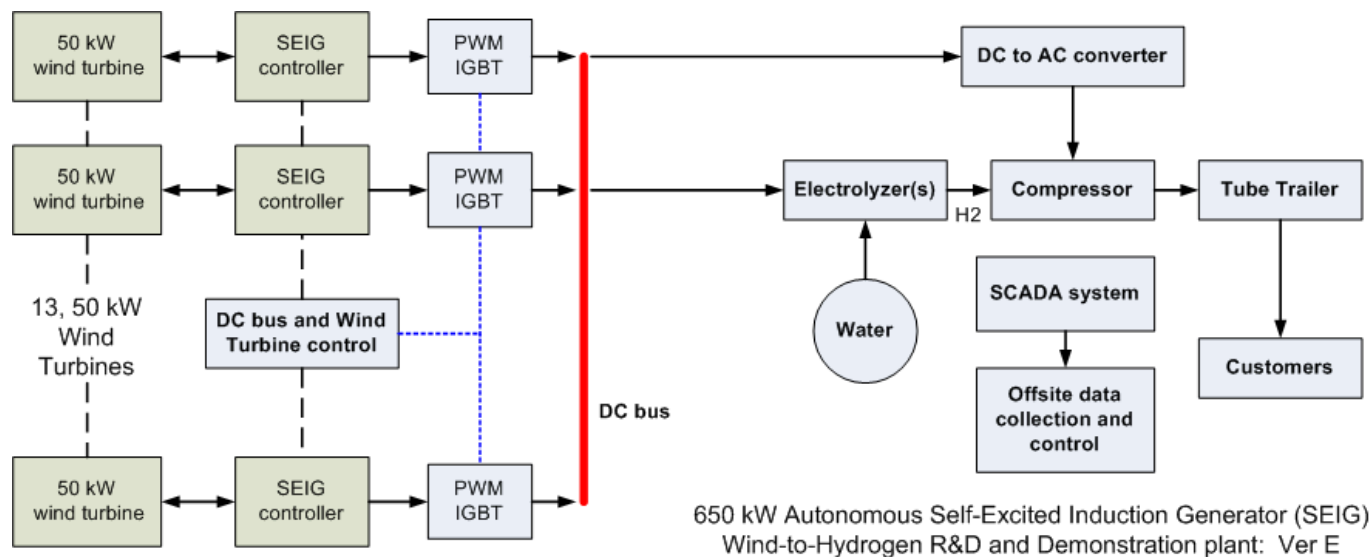 50 kW
wind turbine
SEIG
controller
PWM
IGBT
DC to AC converter
50 kW
wind turbine
SEIG
controller
PWM
IGBT
Electrolyzer(s)
H2
Compressor
Tube Trailer
13, 50 kW
Wind
Turbines
DC bus and Wind
Turbine control
Water
SCADA system
Customers
DC bus
Offsite data
collection and
control
50 kW
wind turbine
SEIG
controller
PWM
IGBT
650 kW Autonomous Self-Excited Induction Generator (SEIG)
Wind-to-Hydrogen R&D and Demonstration plant: Ver E